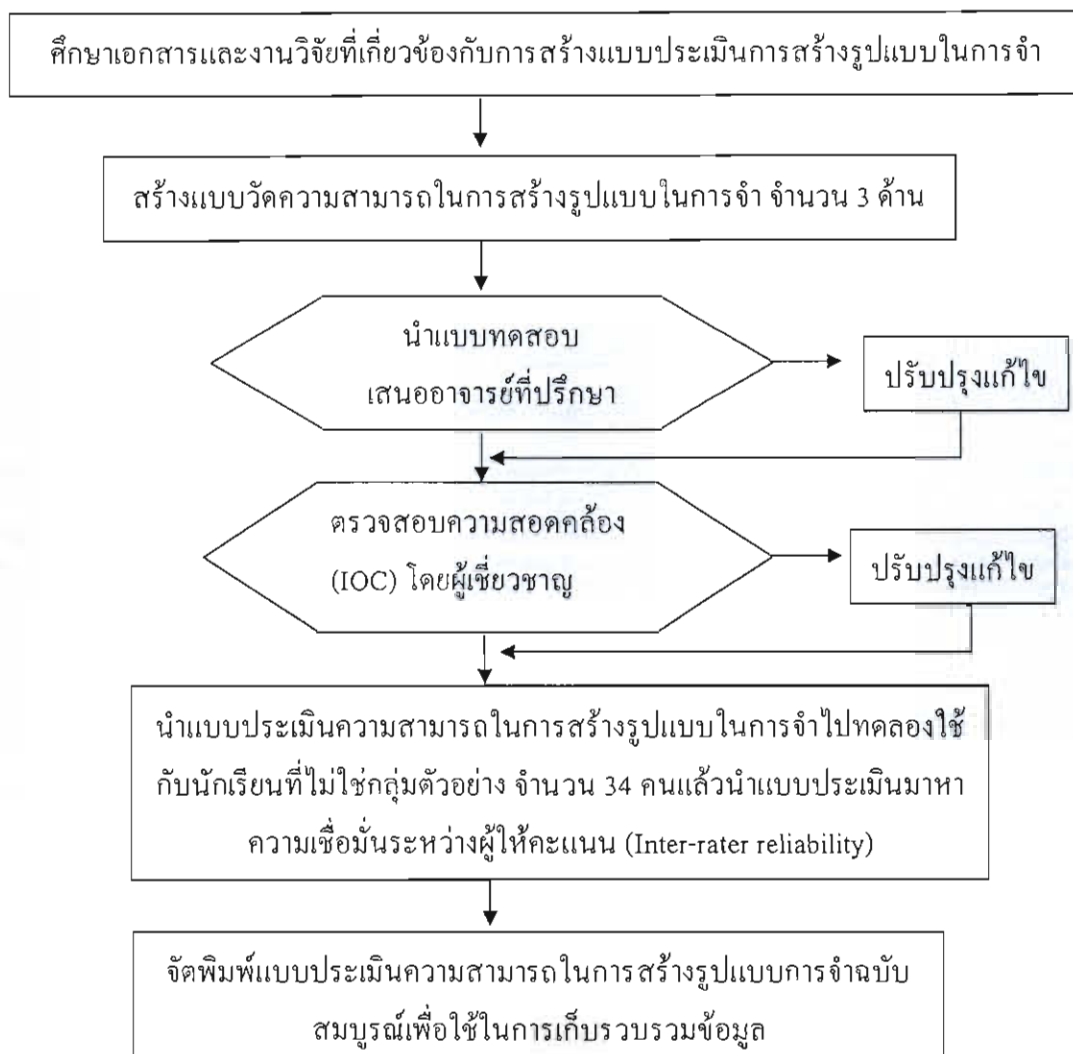 ศึกษาเอกสารและงานวิจัยที่เกี่ยวข้องกับการสร้างแบบประเมินการสร้างรูปแบบในการจำ
สร้างแบบวัดความสามารถในการสร้างรูปแบบในการจำ จำนวน 3 ด้าน
นำแบบทดสอบ
เสนออาจารย์ที่ปรึกษา
ปรับปรุงแก้ไข
ตรวจสอบความสอดคล้อง
(IOC) โดยผู้เชี่ยวชาญ
ปรับปรุงแก้ไข
นำแบบประเมินความสามารถในการสร้างรูปแบบในการจำไปทดลองใช้
กับนักเรียนที่ไม่ใช่กลุ่มตัวอย่าง จำนวน 34 คนแล้วนำแบบประเมินมาหา
ความเชื่อมั่นระหว่างผู้ให้คะแนน (Inter-rater reliability)
จัดพิมพ์แบบประเมินความสามารถในการสร้างรูปแบบการจำฉบับ
สมบูรณ์เพื่อใช้ในการเก็บรวบรวมข้อมูล